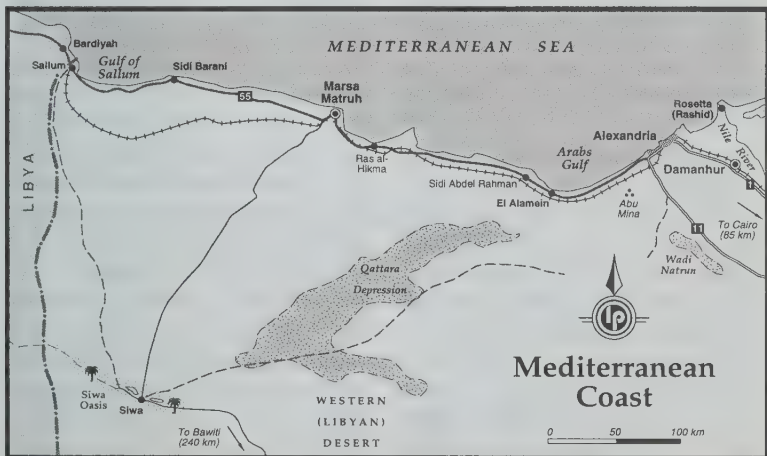 MEDITERRANEAN SEA
Bardiyah
Gulf of
Sallum
Sallum
Sidi Barani
55
Marsa
Matruh
Ras al-
Hikma
Sidi Abdel Rahman
El Alamein
Arabs
Gulf
Alexandria
Rosetta
(Rashid)
Nile River
Damanhur
1
To Cairo
(85 km)
11
Abu
Mina
Wadi
Natrun
LIBYA
Qattara
Depression
Siwa
Oasis
Siwa
To Bawiti
(240 km)
WESTERN
(LIBYAN)
DESERT
lp
Mediterranean
Coast
0 50 100 km